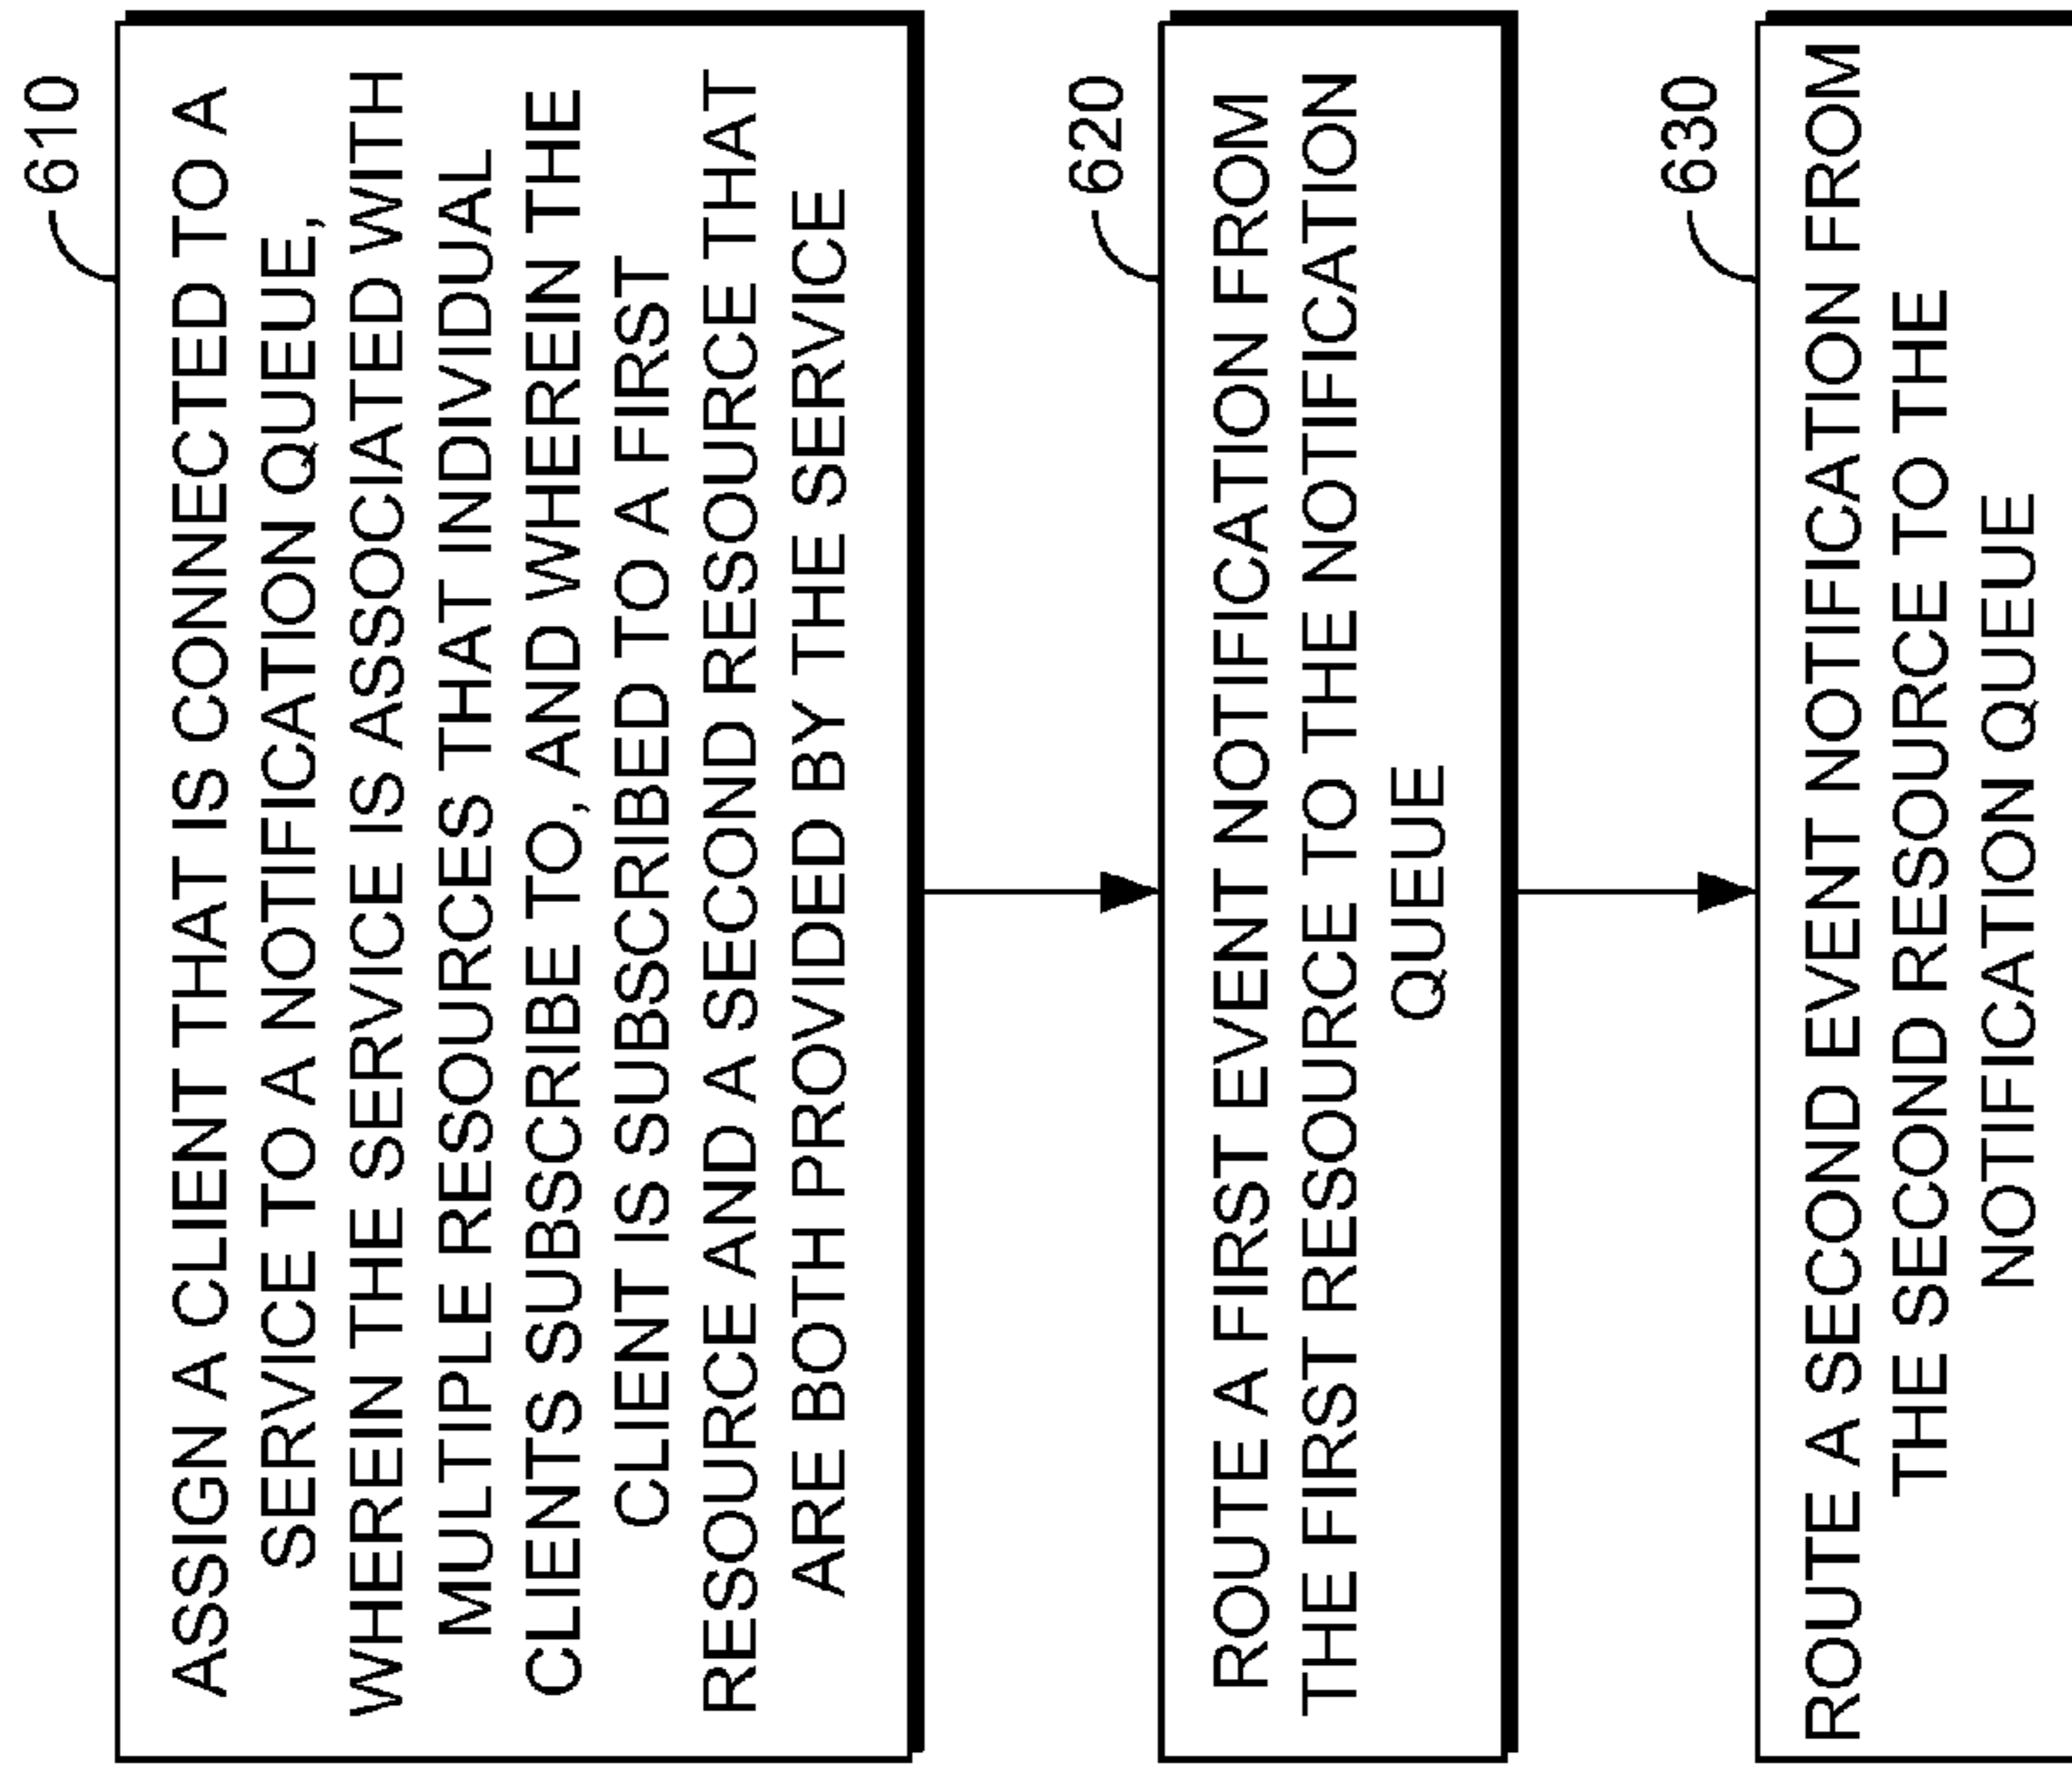 610
ASSIGN A CLIENT THAT IS CONNECTED TO A
SERVICE TO A NOTIFICATION QUEUE,
WHEREIN THE SERVICE IS ASSOCIATED WITH
MULTIPLE RESOURCES THAT INDIVIDUAL
CLIENTS SUBSCRIBE TO, AND WHEREIN THE
CLIENT IS SUBSCRIBED TO A FIRST
RESOURCE AND A SECOND RESOURCE THAT
ARE BOTH PROVIDED BY THE SERVICE
620
ROUTE A FIRST EVENT NOTIFICATION FROM
THE FIRST RESOURCE TO THE NOTIFICATION
QUEUE
630
ROUTE A SECOND EVENT NOTIFICATION FROM
THE SECOND RESOURCE TO THE
NOTIFICATION QUEUE